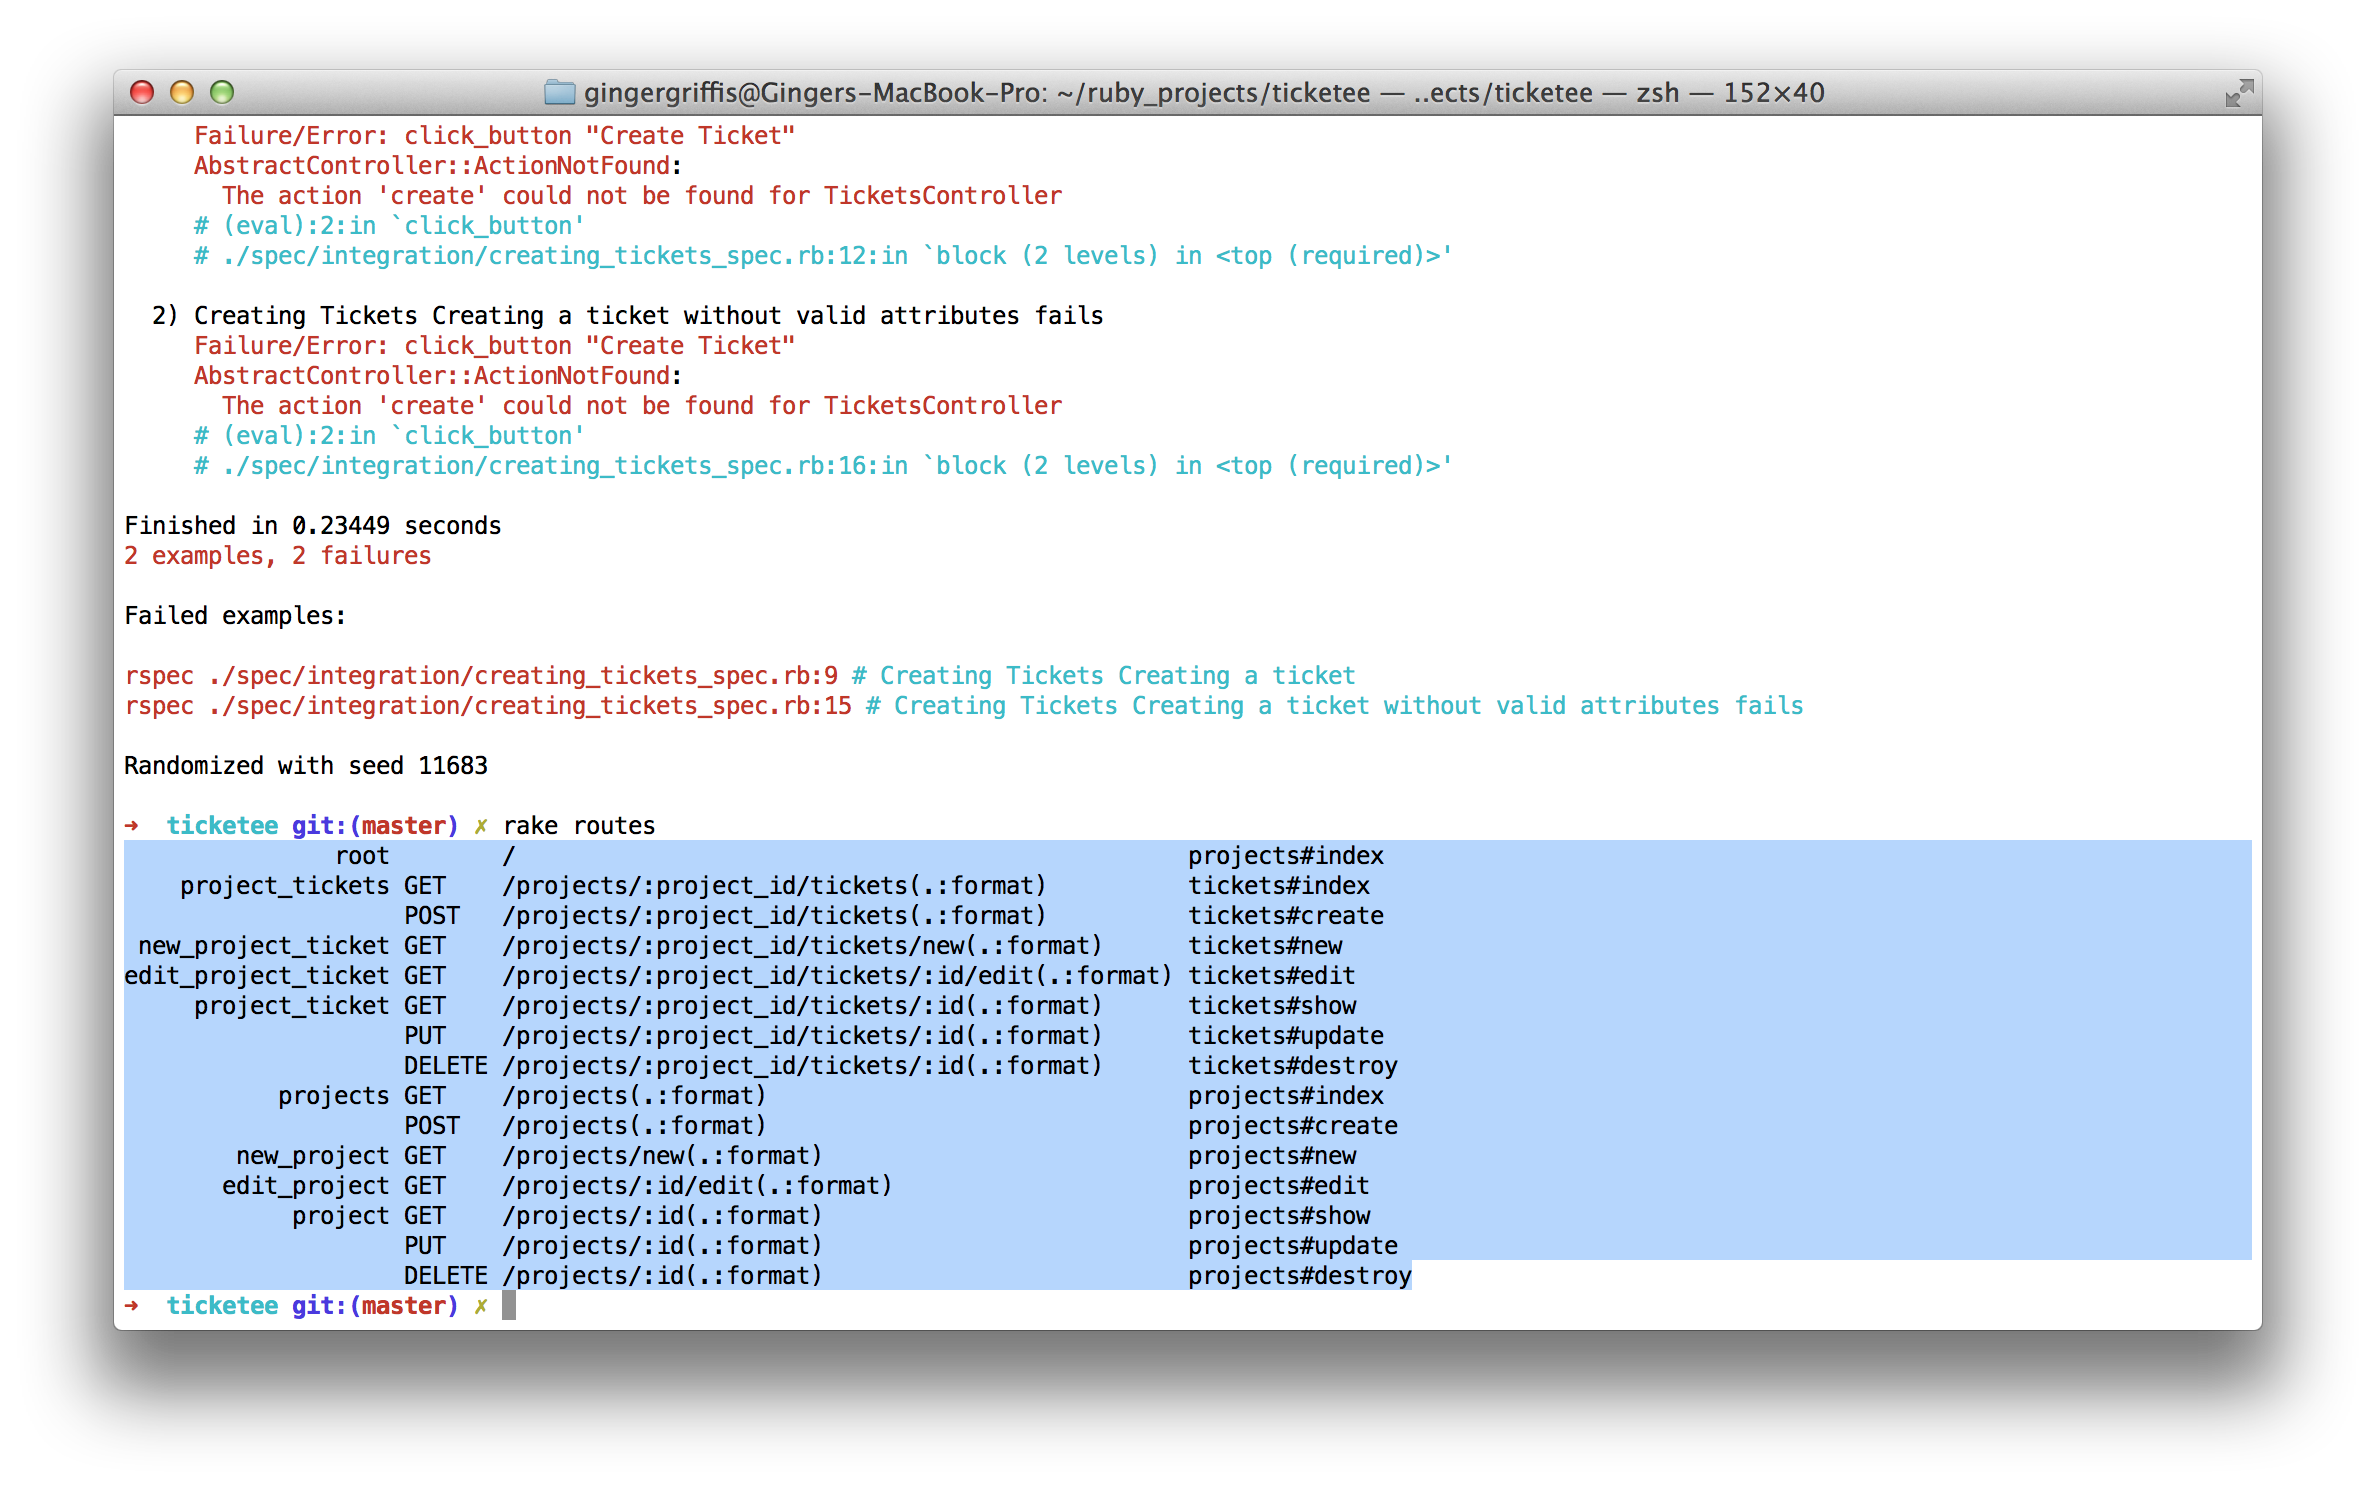 gingergriffis@Gingers-MacBook-Pro: ~/ruby_projects/ticketee — ..ects/ticketee — zsh — 152×40
Failure/Error: click_button "Create Ticket"
AbstractController::ActionNotFound:
The action 'create' could not be found for TicketsController
# (eval):2:in `click_button'
# ./spec/integration/creating_tickets_spec.rb:12:in `block (2 levels) in <top (required)>'
2) Creating Tickets Creating a ticket without valid attributes fails
Failure/Error: click_button "Create Ticket"
AbstractController::ActionNotFound:
The action 'create' could not be found for TicketsController
# (eval):2:in `click_button'
# ./spec/integration/creating_tickets_spec.rb:16:in `block (2 levels) in <top (required)>'
Finished in 0.23449 seconds
2 examples, 2 failures
Failed examples:
rspec ./spec/integration/creating_tickets_spec.rb:9 # Creating Tickets Creating a ticket
rspec ./spec/integration/creating_tickets_spec.rb:15 # Creating Tickets Creating a ticket without valid attributes fails
Randomized with seed 11683
➜ ticketee git:(master) ✗ rake routes
root / projects#index
project_tickets GET /projects/:project_id/tickets(.:format) tickets#index
POST /projects/:project_id/tickets(.:format) tickets#create
new_project_ticket GET /projects/:project_id/tickets/new(.:format) tickets#new
edit_project_ticket GET /projects/:project_id/tickets/:id/edit(.:format) tickets#edit
project_ticket GET /projects/:project_id/tickets/:id(.:format) tickets#show
PUT /projects/:project_id/tickets/:id(.:format) tickets#update
DELETE /projects/:project_id/tickets/:id(.:format) tickets#destroy
projects GET /projects(.:format) projects#index
POST /projects(.:format) projects#create
new_project GET /projects/new(.:format) projects#new
edit_project GET /projects/:id/edit(.:format) projects#edit
project GET /projects/:id(.:format) projects#show
PUT /projects/:id(.:format) projects#update
DELETE /projects/:id(.:format) projects#destroy
➜ ticketee git:(master) ✗